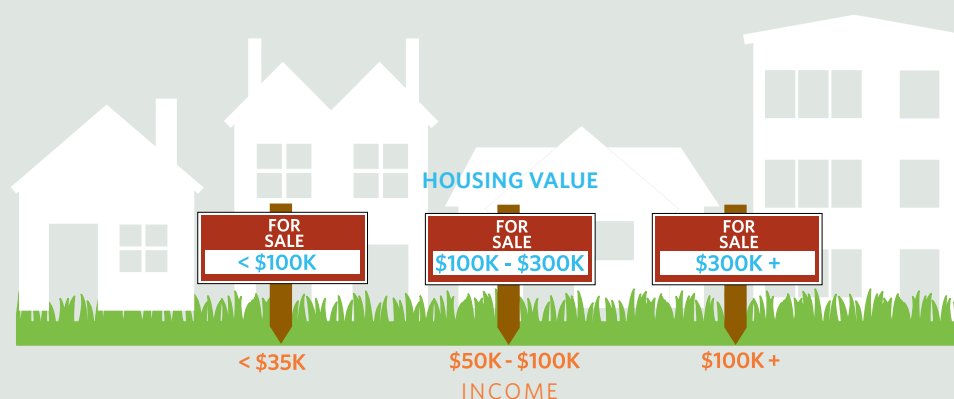 HOUSING VALUE
FOR
SALE
< $100K
FOR
SALE
$100K - $300K
FOR
SALE
$300K +
< $35K
$50K - $100K
$100K +
INCOME